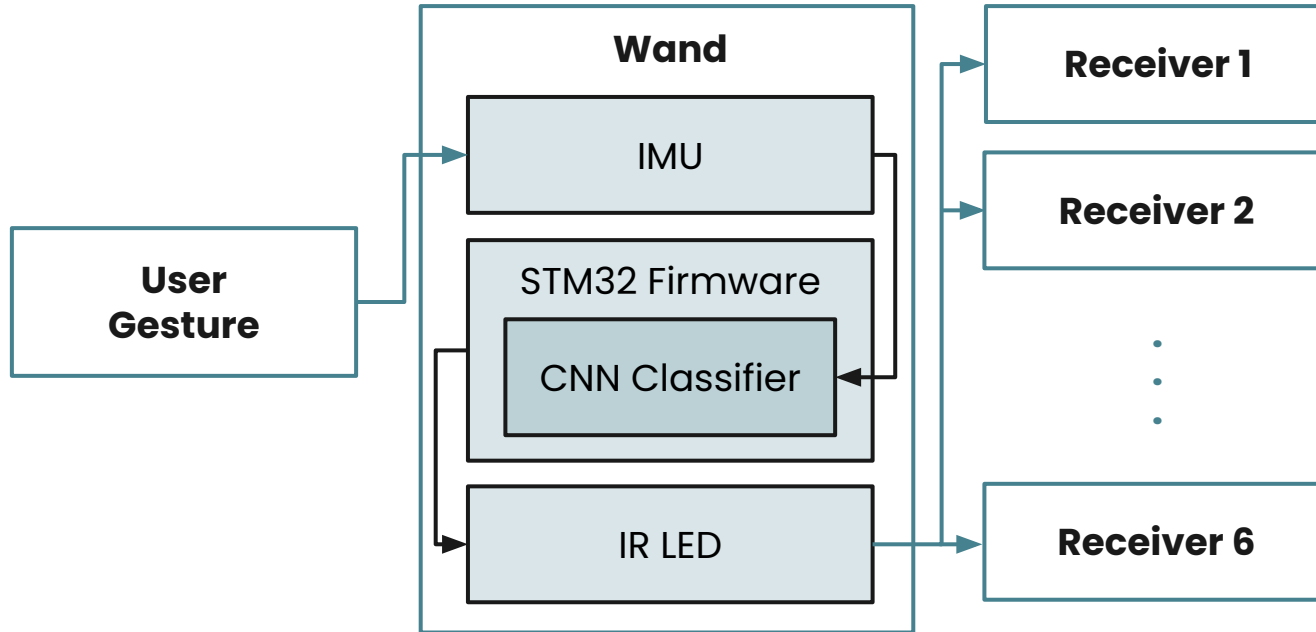 Wand
IMU
User
Gesture
STM32 Firmware
CNN Classifier
IR LED
Receiver 1
Receiver 2
Receiver 6